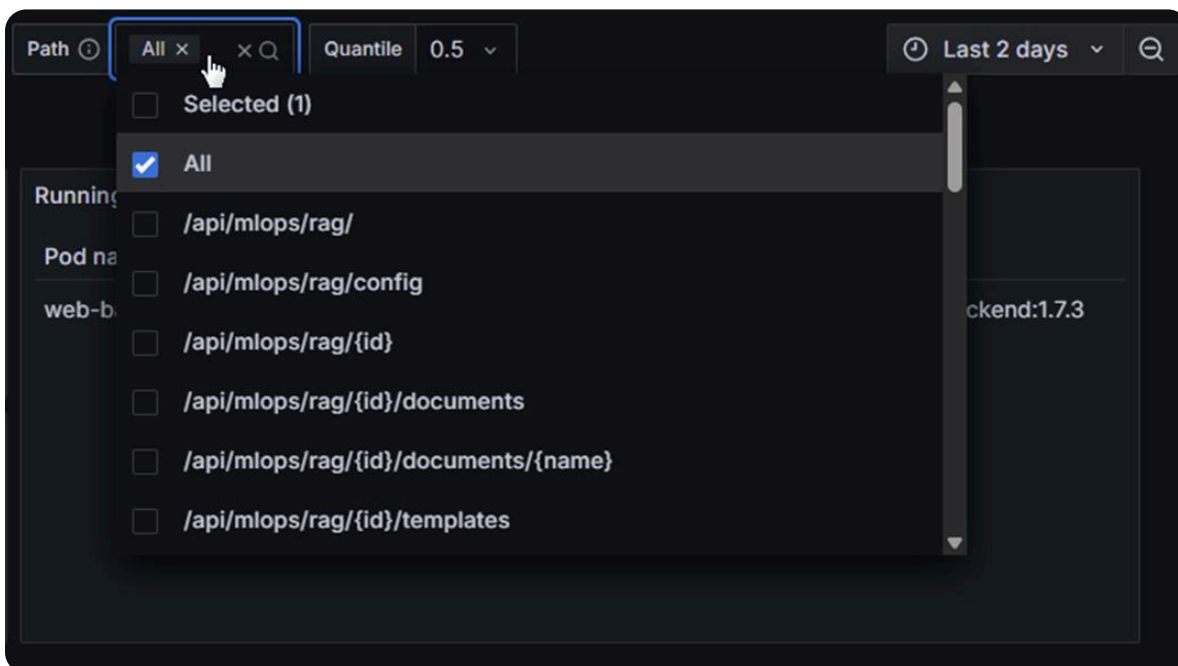 Path All Quantile 0.5 Last 2 days
Selected (1)
All
Running
/api/mlops/rag/
Pod na
/api/mlops/rag/config
web-b ckend:1.7.3
/api/mlops/rag/{id}
/api/mlops/rag/{id}/documents
/api/mlops/rag/{id}/documents/{name}
/api/mlops/rag/{id}/templates